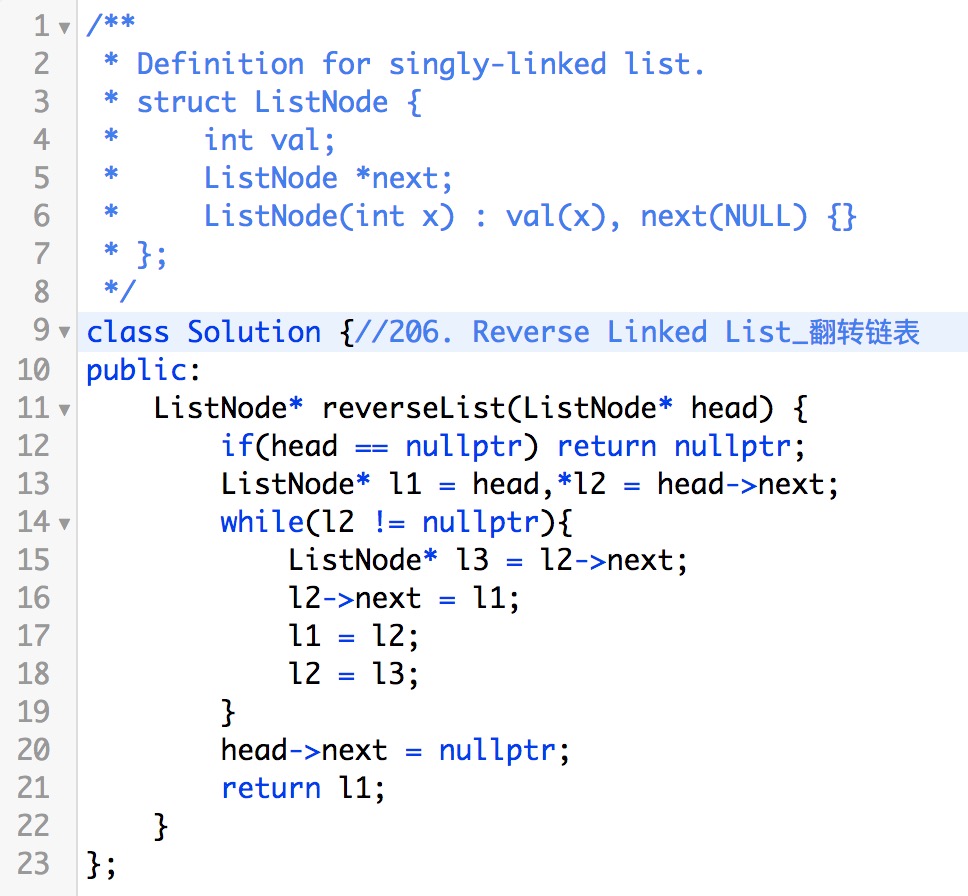 1 /**
2  * Definition for singly-linked list.
3  * struct ListNode {
4  *     int val;
5  *     ListNode *next;
6  *     ListNode(int x) : val(x), next(NULL) {}
7  * };
8  */
9 class Solution {//206. Reverse Linked List_翻转链表
10 public:
11     ListNode* reverseList(ListNode* head) {
12         if(head == nullptr) return nullptr;
13         ListNode* l1 = head,*l2 = head->next;
14         while(l2 != nullptr){
15             ListNode* l3 = l2->next;
16             l2->next = l1;
17             l1 = l2;
18             l2 = l3;
19         }
20         head->next = nullptr;
21         return l1;
22     }
23 };